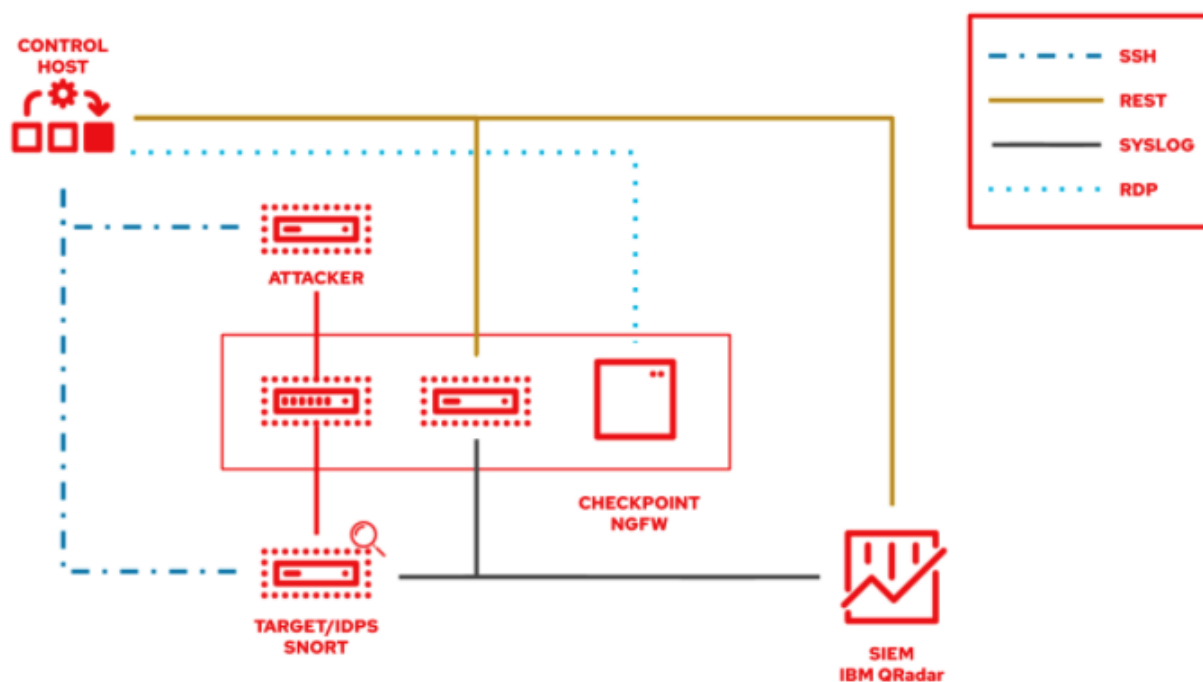 CONTROL
HOST
SSH
REST
SYSLOG
RDP
ATTACKER
CHECKPOINT
NGFW
TARGET/IDPS
SNORT
SIEM
IBM QRadar